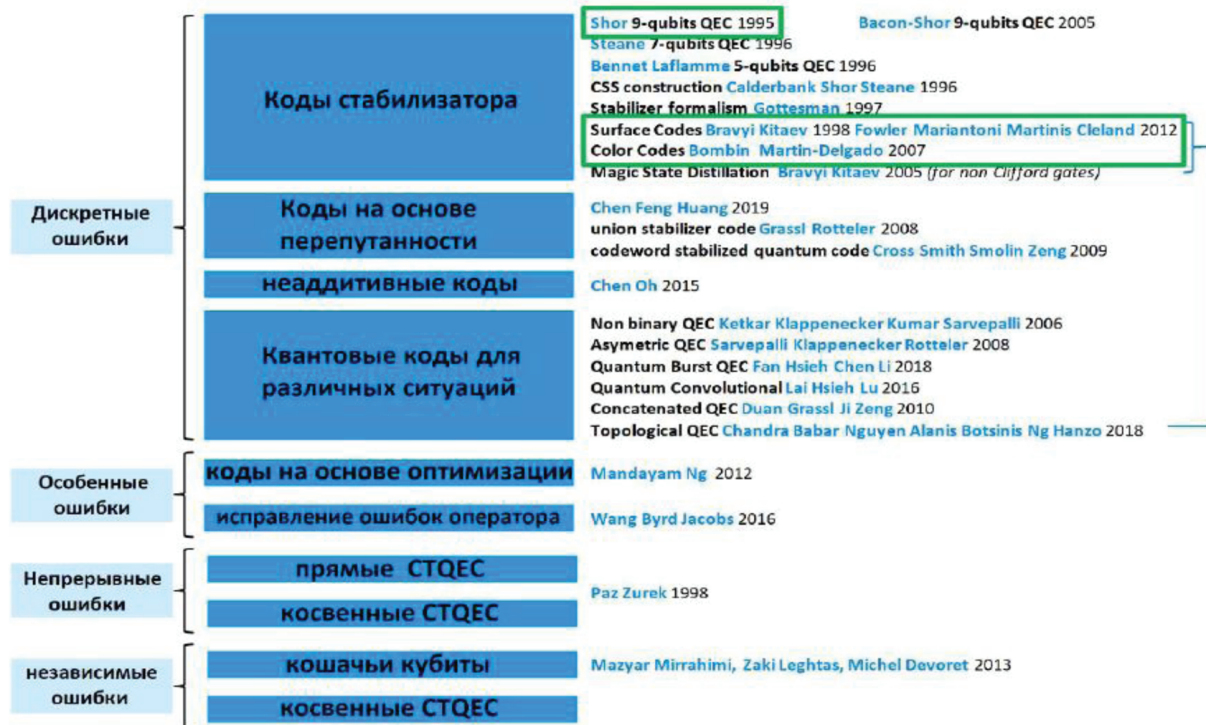 Дискретные
ошибки
Коды стабилизатора
Shor 9-qubits QEC 1995
Bacon-Shor 9-qubits QEC 2005
Steane 7-qubits QEC 1996
Bennet Laflamme 5-qubits QEC 1996
CSS construction Calderbank Shor Steane 1996
Stabilizer formalism Gottesman 1997
Surface Codes Bravyi Kitaev 1998 Fowler Mariantoni Martinis Cleland 2012
Color Codes Bombin Martin-Delgado 2007
Magic State Distillation Bravyi Kitaev 2005 (for non Clifford gates)
Коды на основе
перепутанности
Chen Feng Huang 2019
union stabilizer code Grassl Rotteler 2008
codeword stabilized quantum code Cross Smith Smolin Zeng 2009
неаддитивные коды
Chen Oh 2015
Квантовые коды для
различных ситуаций
Non binary QEC Ketkar Klappenecker Kumar Sarvepalli 2006
Asymetric QEC Sarvepalli Klappenecker Rotteler 2008
Quantum Burst QEC Fan Hsieh Chen Li 2018
Quantum Convolutional Lai Hsieh Lu 2016
Concatenated QEC Duan Grassl Ji Zeng 2010
Topological QEC Chandra Babar Nguyen Alanis Botsinis Ng Hanzo 2018
Особенные
ошибки
коды на основе оптимизации
Mandayam Ng 2012
исправление ошибок оператора
Wang Byrd Jacobs 2016
Непрерывные
ошибки
прямые CTQEC
косвенные CTQEC
Paz Zurek 1998
независимые
ошибки
кошачьи кубиты
Mazyar Mirrahimi, Zaki Leghtas, Michel Devoret 2013
косвенные CTQEC